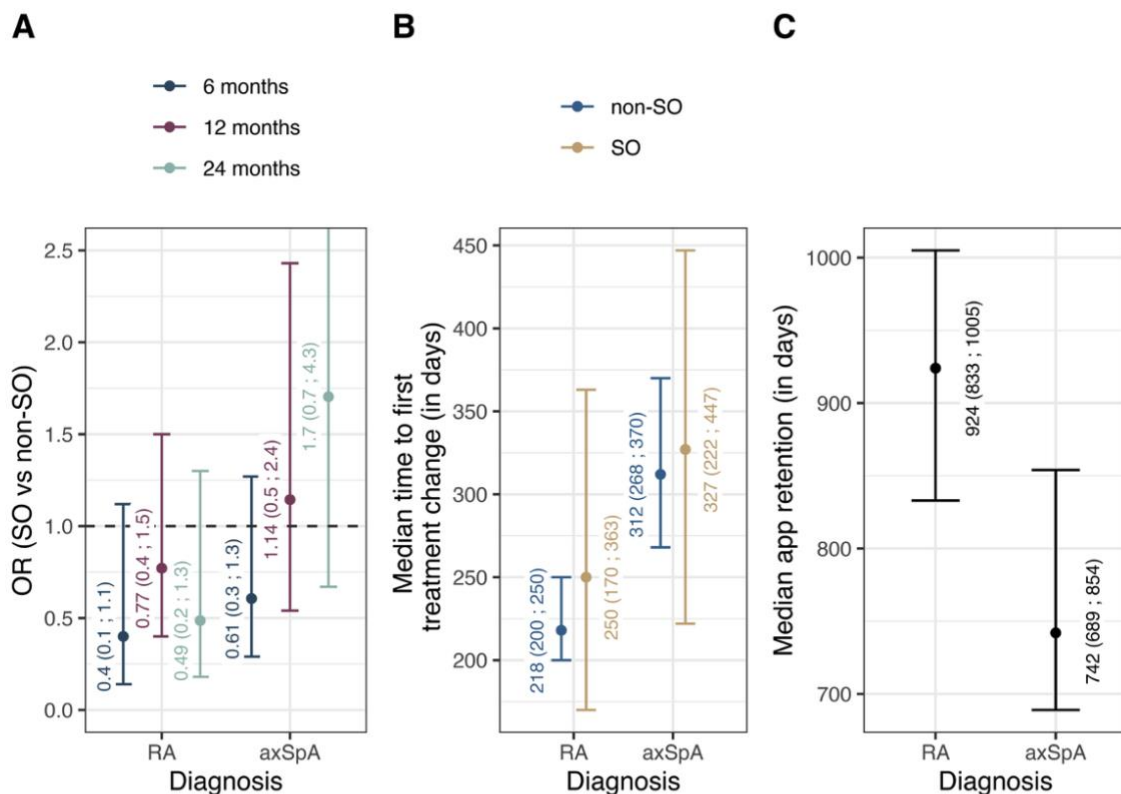 A
6 months
12 months
24 months
OR (SO vs non-SO)
2.5
2.0
1.5
1.0
0.5
0.0
0.4 (0.1 ; 1.1)
0.77 (0.4 ; 1.5)
0.49 (0.2 ; 1.3)
0.61 (0.3 ; 1.3)
1.14 (0.5 ; 2.4)
1.7 (0.7 ; 4.3)
RA
axSpA
Diagnosis
B
non-SO
SO
Median time to first
treatment change (in days)
450
400
350
300
250
200
218 (200 ; 250)
250 (170 ; 363)
312 (268 ; 370)
327 (222 ; 447)
RA
axSpA
Diagnosis
C
Median app retention (in days)
1000
900
800
700
924 (833 ; 1005)
742 (689 ; 854)
RA
axSpA
Diagnosis